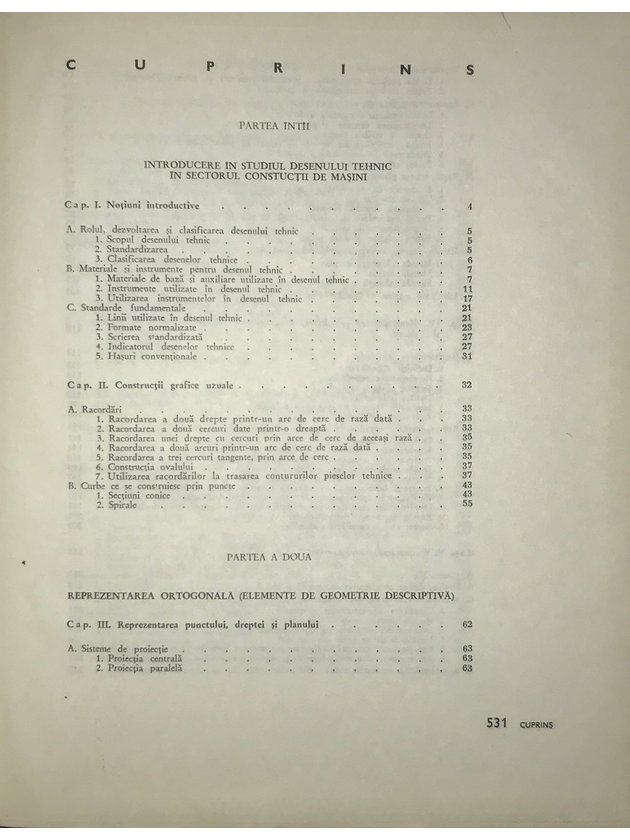 CUPRINS
PARTEA INTII
INTRODUCERE IN STUDIUL DESENULUI TEHNIC
IN SECTORUL CONSTUCȚII DE MAȘINI
Cap. I. Noțiuni introductive . . . . . . . . . . 4
A. Rolul, dezvoltarea și clasificarea desenului tehnic . . . . . . 5
1. Scopul desenului tehnic . . . . . . . . . 5
2. Standardizarea . . . . . . . . . . . 5
3. Clasificarea desenelor tehnice . . . . . . . . 6
B. Materiale și instrumente pentru desenul tehnic . . . . . . 7
1. Materiale de bază și auxiliare utilizate în desenul tehnic . . . . 7
2. Instrumente utilizate în desenul tehnic . . . . . . 11
3. Utilizarea instrumentelor în desenul tehnic . . . . . . 17
C. Standarde fundamentale . . . . . . . . . . 21
1. Linii utilizate în desenul tehnic . . . . . . . . 21
2. Formate normalizate . . . . . . . . . . 23
3. Scrierea standardizată . . . . . . . . . . 27
4. Indicatorul desenelor tehnice . . . . . . . . 27
5. Hașuri convenționale . . . . . . . . . . 31
Cap. II. Construcții grafice uzuale . . . . . . . . . 32
A. Racordări . . . . . . . . . . . . 33
1. Racordarea a două drepte printr-un arc de cerc de rază dată . . . 33
2. Racordarea a două cercuri date printr-o dreaptă . . . . . 33
3. Racordarea unei drepte cu cercuri prin arce de cerc de aceeași rază . . 35
4. Racordarea a două arcuri printr-un arc de cerc de rază dată . . . 35
5. Racordarea a trei cercuri tangente, prin arce de cerc . . . . . 35
6. Construcția ovalului . . . . . . . . . . 37
7. Utilizarea racordărilor la trasarea contururilor pieselor tehnice . . . 37
B. Curbe ce se construiesc prin puncte . . . . . . . . 43
1. Secțiuni conice . . . . . . . . . . . 43
2. Spirale . . . . . . . . . . . . 55
PARTEA A DOUA
REPREZENTAREA ORTOGONALĂ (ELEMENTE DE GEOMETRIE DESCRIPTIVĂ)
Cap. III. Reprezentarea punctului, dreptei și planului . . . . . . 62
A. Sisteme de proiecție . . . . . . . . . . . 63
1. Proiecția centrală . . . . . . . . . . 63
2. Proiecția paralelă . . . . . . . . . . 63
531 CUPRINS